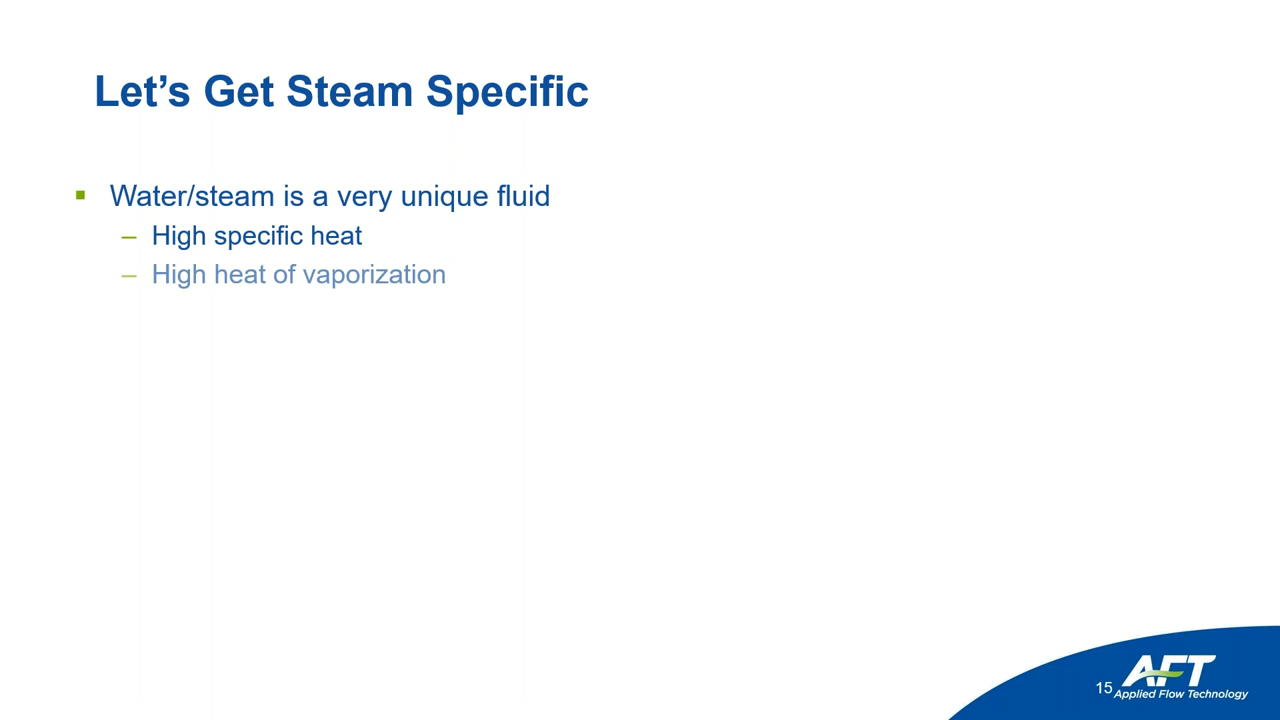 Let’s Get Steam Specific
▪ Water/steam is a very unique fluid
– High specific heat
– High heat of vaporization
15
AFT
Applied Flow Technology